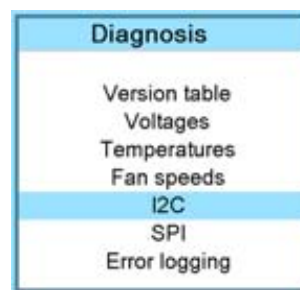 Diagnosis
Version table
Voltages
Temperatures
Fan speeds
I2C
SPI
Error logging